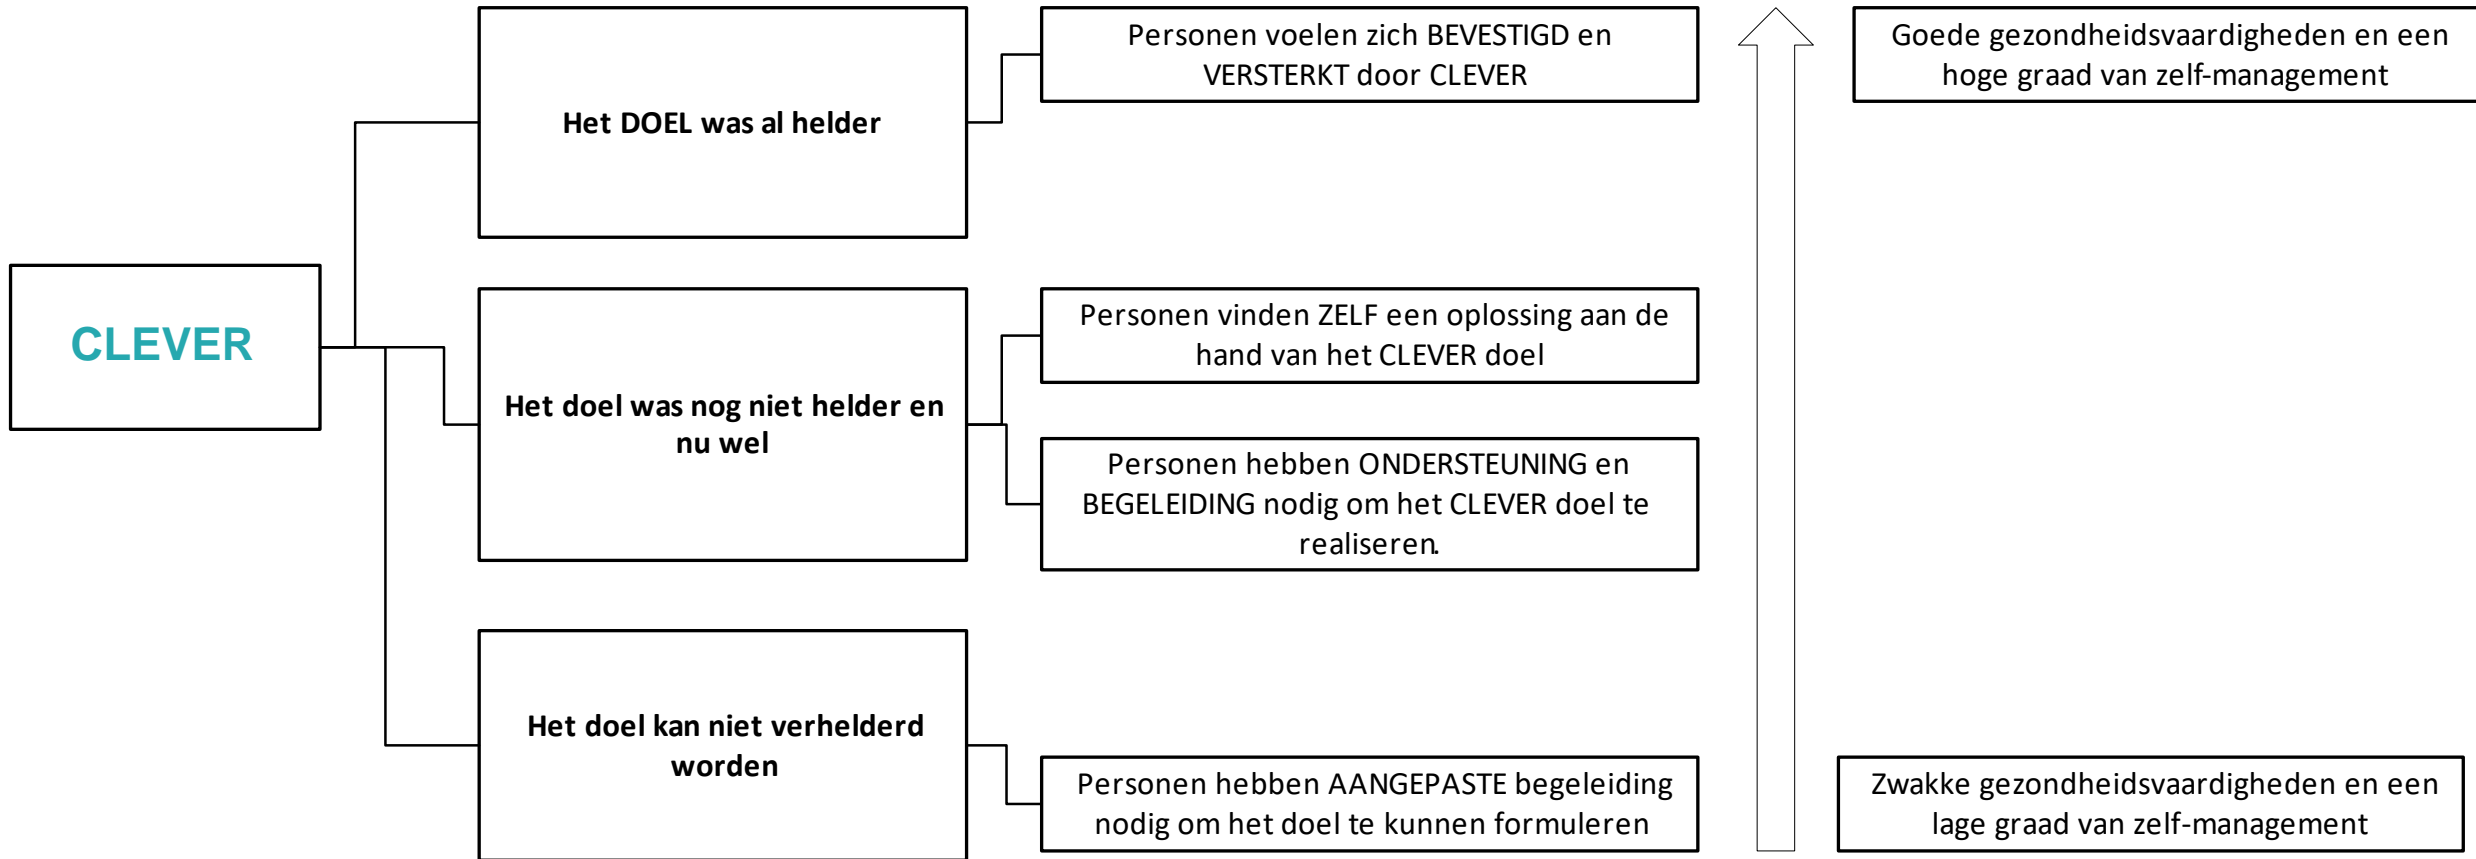 CLEVER
Het DOEL was al helder
Personen voelen zich BEVESTIGD en
VERSTERKT door CLEVER
Het doel was nog niet helder en
nu wel
Personen vinden ZELF een oplossing aan de
hand van het CLEVER doel
Personen hebben ONDERSTEUNING en
BEGELEIDING nodig om het CLEVER doel te
realiseren.
Het doel kan niet verhelderd
worden
Personen hebben AANGEPASTE begeleiding
nodig om het doel te kunnen formuleren
Goede gezondheidsvaardigheden en een
hoge graad van zelf-management
Zwakke gezondheidsvaardigheden en een
lage graad van zelf-management